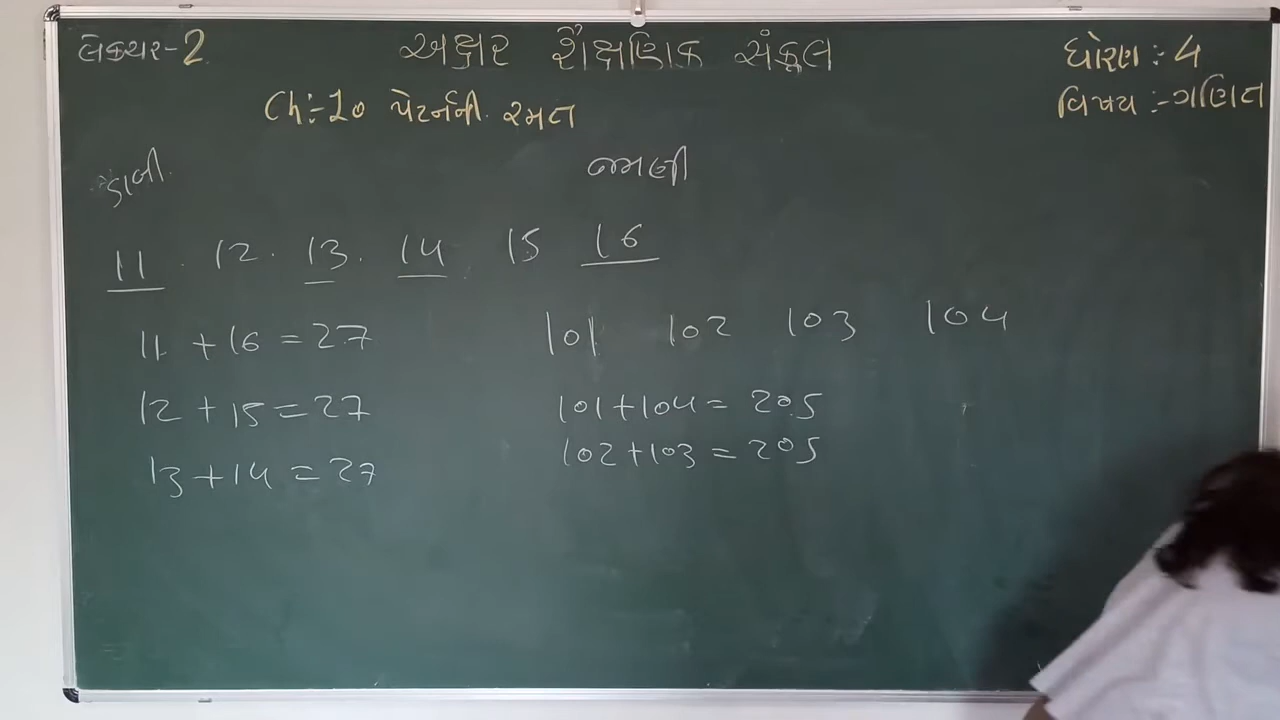 લેકચર-2 અક્ષર શૈક્ષણિક સંકૂલ ધોરણ :- 4
Ch:-10 પેટર્નની રમત વિષય :-ગણિત
ડાબી જમણી
11 12 13 14 15 16
11 + 16 = 27
12 + 15 = 27
13 + 14 = 27
101 102 103 104
101+104 = 205
102+103 = 205